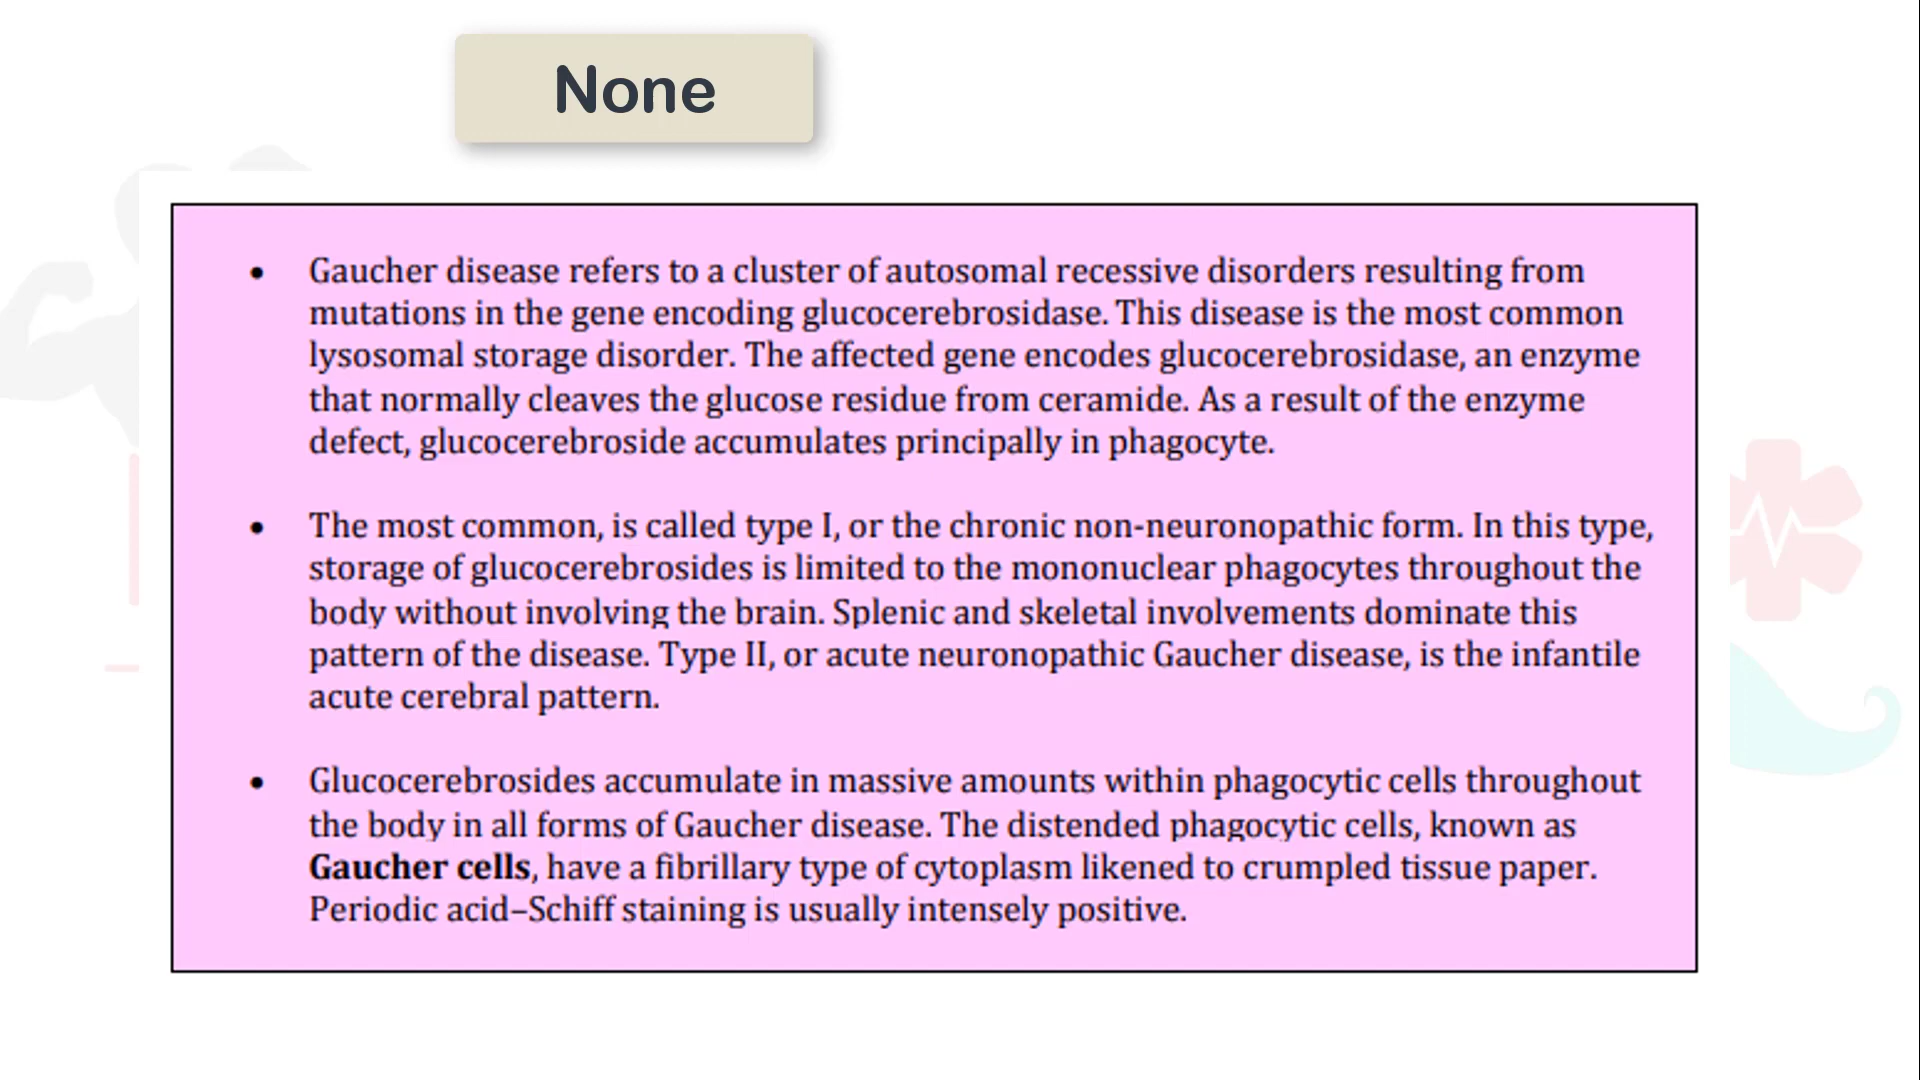 None
• Gaucher disease refers to a cluster of autosomal recessive disorders resulting from
mutations in the gene encoding glucocerebrosidase. This disease is the most common
lysosomal storage disorder. The affected gene encodes glucocerebrosidase, an enzyme
that normally cleaves the glucose residue from ceramide. As a result of the enzyme
defect, glucocerebroside accumulates principally in phagocyte.
• The most common, is called type I, or the chronic non-neuronopathic form. In this type,
storage of glucocerebrosides is limited to the mononuclear phagocytes throughout the
body without involving the brain. Splenic and skeletal involvements dominate this
pattern of the disease. Type II, or acute neuronopathic Gaucher disease, is the infantile
acute cerebral pattern.
• Glucocerebrosides accumulate in massive amounts within phagocytic cells throughout
the body in all forms of Gaucher disease. The distended phagocytic cells, known as
Gaucher cells, have a fibrillary type of cytoplasm likened to crumpled tissue paper.
Periodic acid–Schiff staining is usually intensely positive.